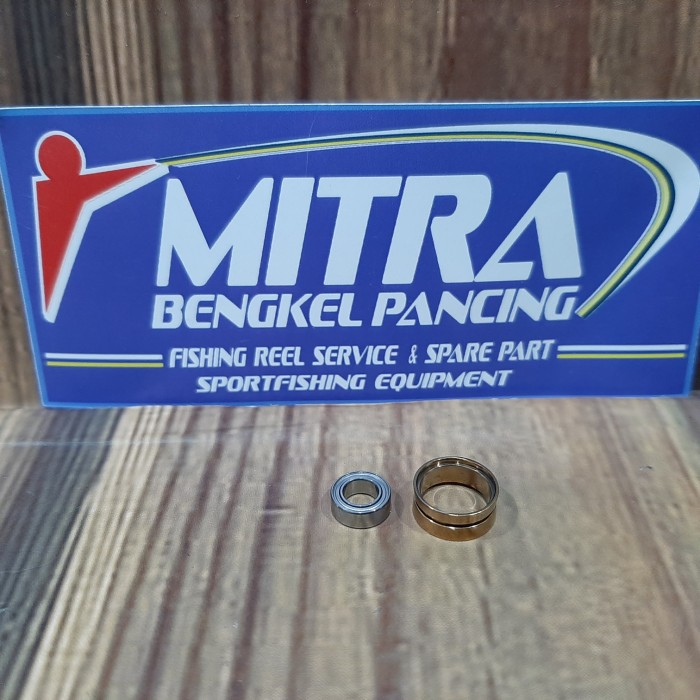 MITRA
BENGKEL PANCING
FISHING REEL SERVICE & SPARE PART
SPORTFISHING EQUIPMENT